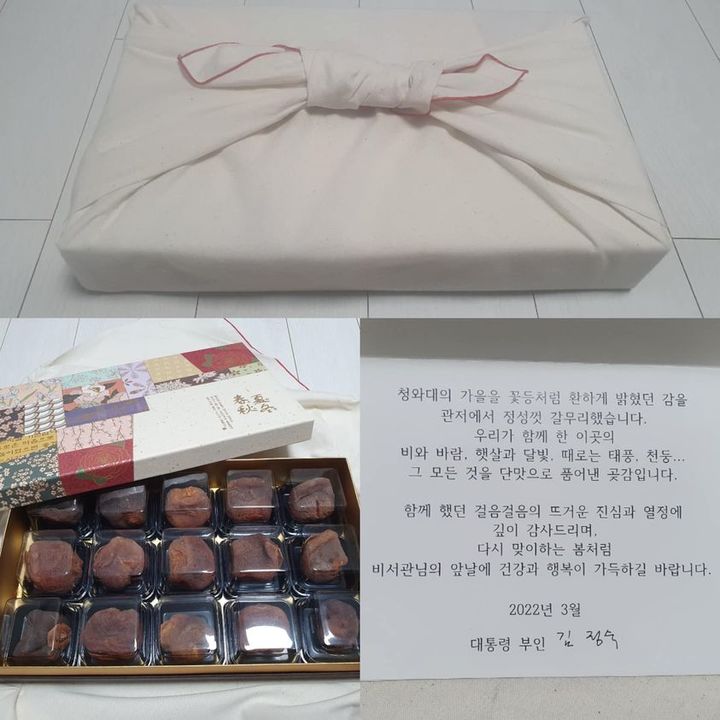 春夏
秋冬
청와대의 가을을 꽃등처럼 환하게 밝혔던 감을
관저에서 정성껏 갈무리했습니다.
우리가 함께 한 이곳의
비와 바람, 햇살과 달빛, 때로는 태풍, 천둥...
그 모든 것을 단맛으로 품어낸 곶감입니다.
함께 했던 걸음걸음의 뜨거운 진심과 열정에
깊이 감사드리며,
다시 맞이하는 봄처럼
비서관님의 앞날에 건강과 행복이 가득하길 바랍니다.
2022년 3월
대통령 부인 김 정숙